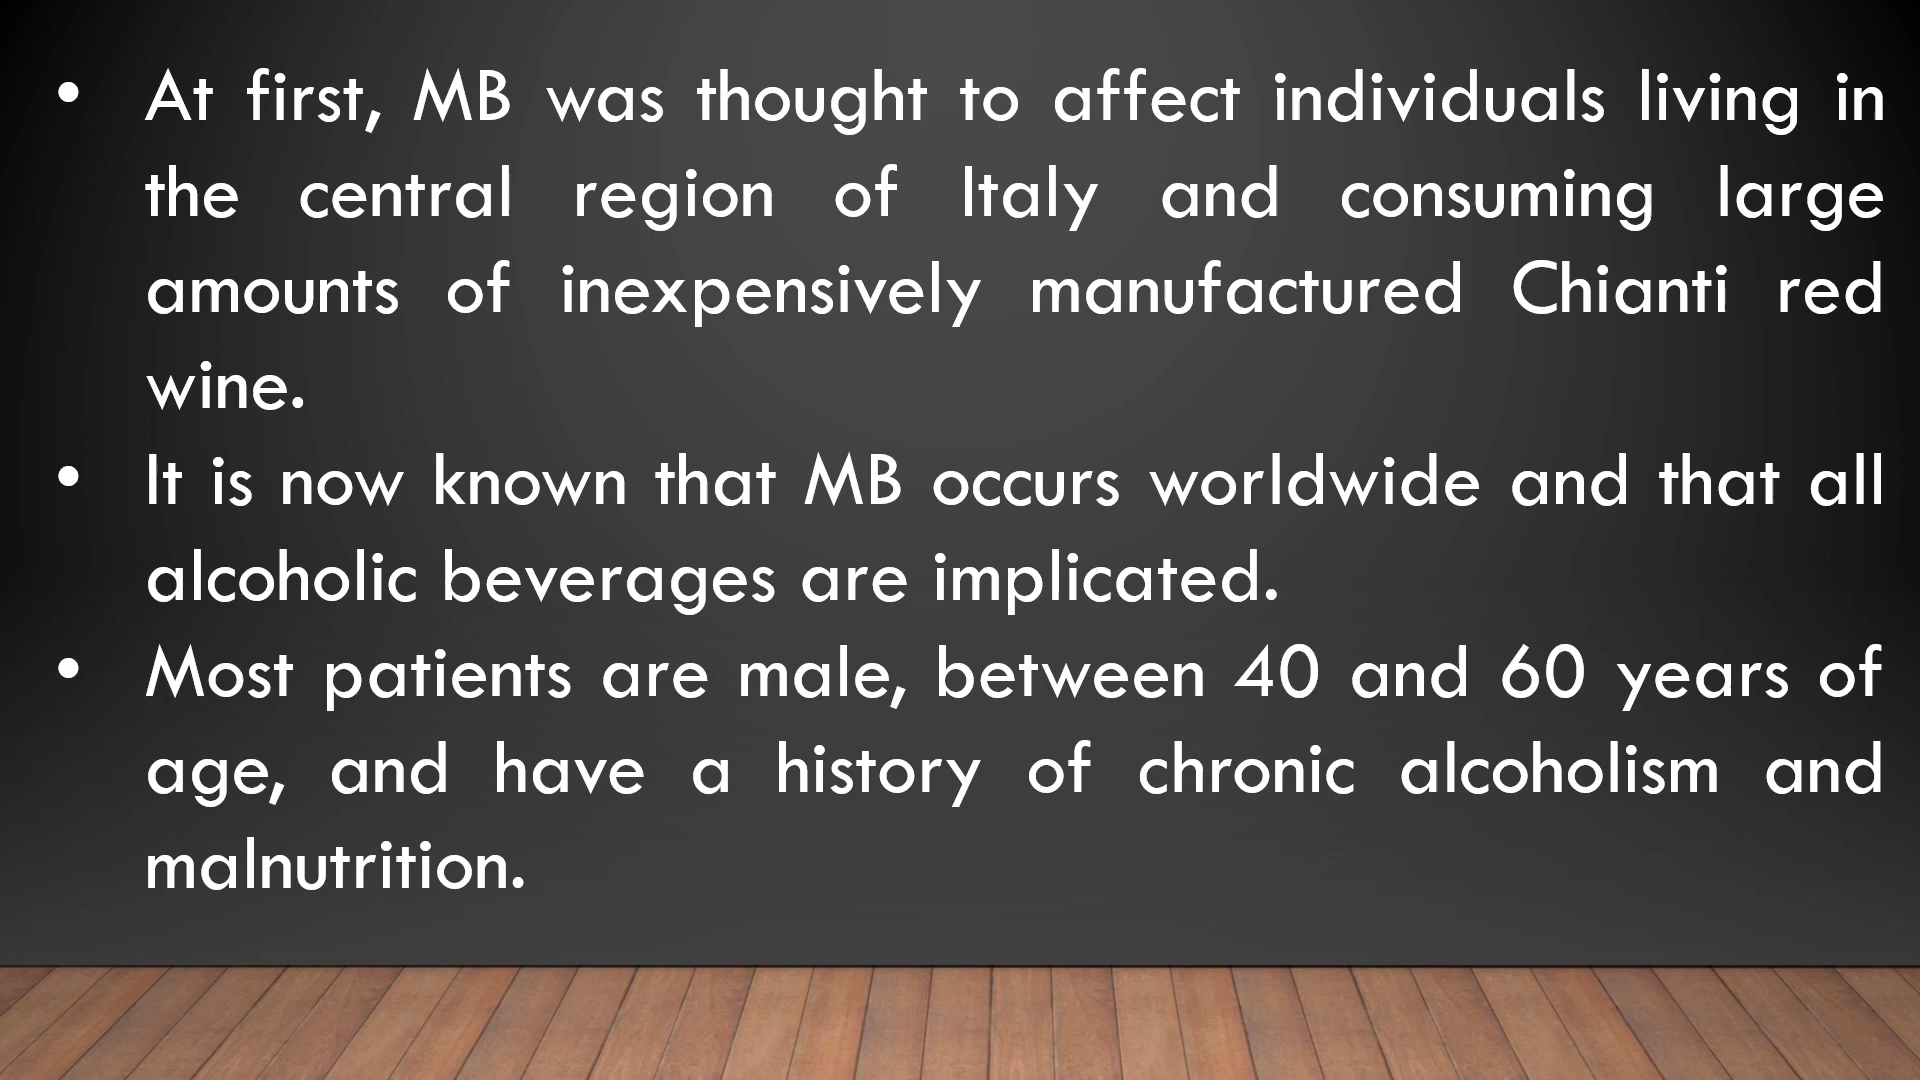 • At first, MB was thought to affect individuals living in
the central region of Italy and consuming large
amounts of inexpensively manufactured Chianti red
wine.
• It is now known that MB occurs worldwide and that all
alcoholic beverages are implicated.
• Most patients are male, between 40 and 60 years of
age, and have a history of chronic alcoholism and
malnutrition.